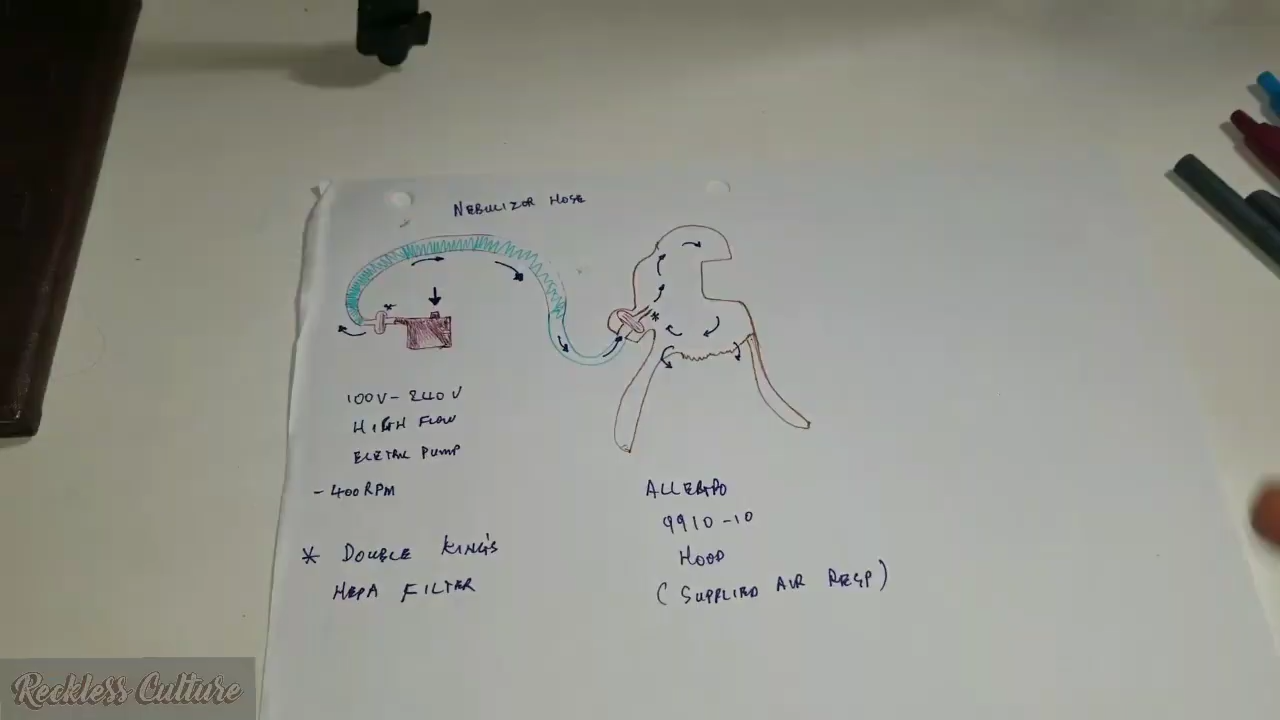 NEBULIZOR HOSE
*
*
100V - 240V
HIGH FLOW
ELETRIC PUMP
- 400 RPM
* DOUBLE KING'S
HEPA FILTER
ALLEGRO
9910-10
HOOD
(SUPPLIED AIR RESP)
Reckless Culture